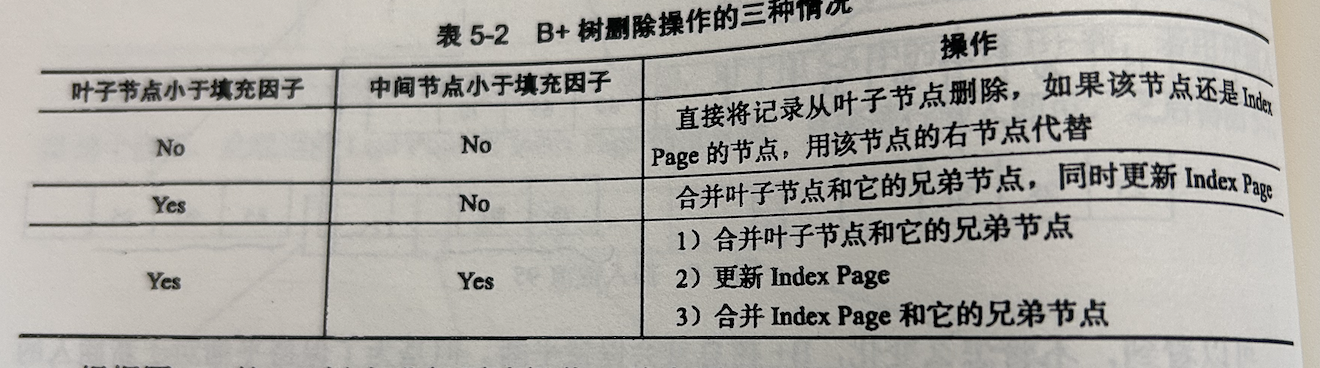 表 5-2 B+ 树删除操作的三种情况
叶子节点小于填充因子
中间节点小于填充因子
操作
No
No
直接将记录从叶子节点删除，如果该节点还是 Index
Page 的节点，用该节点的右节点代替
Yes
No
合并叶子节点和它的兄弟节点，同时更新 Index Page
Yes
Yes
1）合并叶子节点和它的兄弟节点
2）更新 Index Page
3）合并 Index Page 和它的兄弟节点